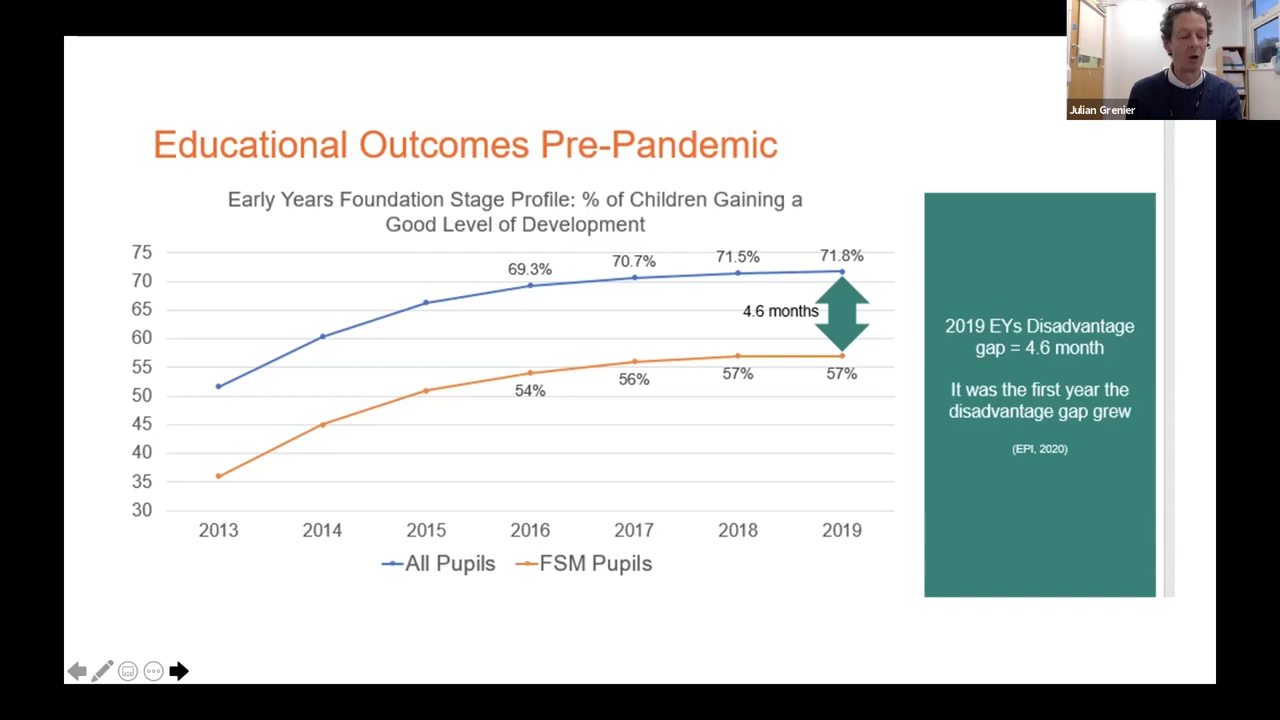 Julian Grenier
Educational Outcomes Pre-Pandemic
Early Years Foundation Stage Profile: % of Children Gaining a
Good Level of Development
75
70
65
60
55
50
45
40
35
30
69.3%
70.7%
71.5%
71.8%
4.6 months
54%
56%
57%
57%
2013
2014
2015
2016
2017
2018
2019
All Pupils
FSM Pupils
2019 EYs Disadvantage
gap = 4.6 month
It was the first year the
disadvantage gap grew
(EPI, 2020)